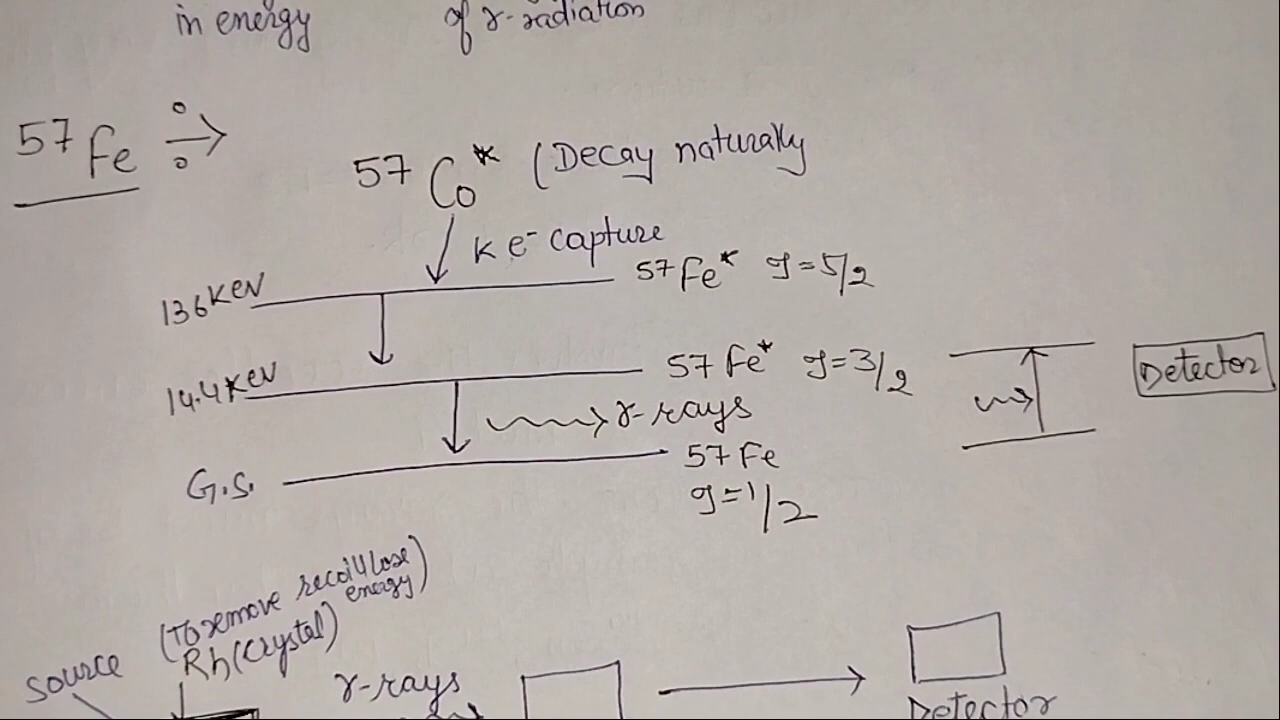 in energy of γ-radiation
57 Fe ÷→
57 Co* (Decay naturally
K e⁻ capture
136 KeV 57 Fe* J=5/2
14.4 KeV 57 Fe* J=3/2
Detector
γ-rays
G.S. 57 Fe
J=1/2
(To remove recoil/lose energy)
Source Rh (Crystal)
γ-rays
Detector